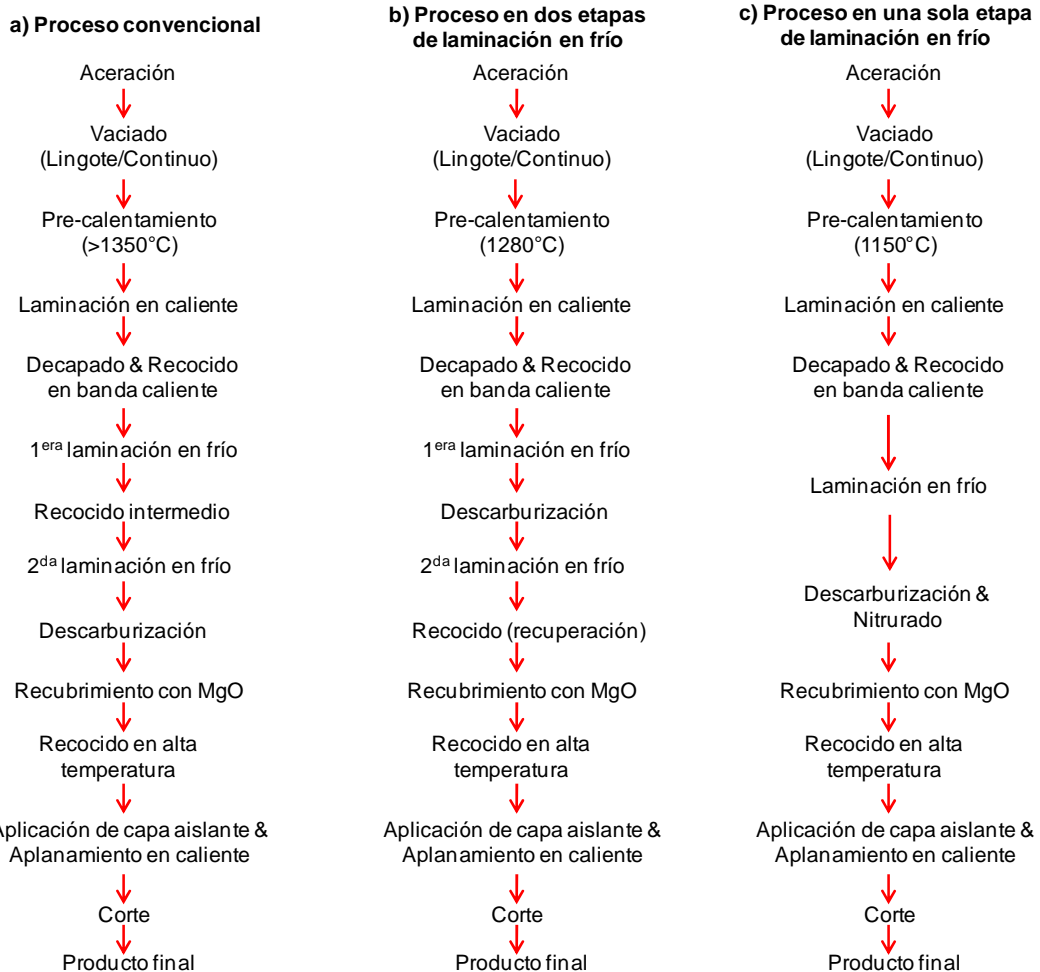 a) Proceso convencional
Aceración
Vaciado
(Lingote/Continuo)
Pre-calentamiento
(>1350°C)
Laminación en caliente
Decapado & Recocido
en banda caliente
1era laminación en frío
Recocido intermedio
2da laminación en frío
Descarburización
Recubrimiento con MgO
Recocido en alta
temperatura
Aplicación de capa aislante &
Aplanamiento en caliente
Corte
Producto final
b) Proceso en dos etapas
de laminación en frío
Aceración
Vaciado
(Lingote/Continuo)
Pre-calentamiento
(1280°C)
Laminación en caliente
Decapado & Recocido
en banda caliente
1era laminación en frío
Descarburización
2da laminación en frío
Recocido (recuperación)
Recubrimiento con MgO
Recocido en alta
temperatura
Aplicación de capa aislante &
Aplanamiento en caliente
Corte
Producto final
c) Proceso en una sola etapa
de laminación en frío
Aceración
Vaciado
(Lingote/Continuo)
Pre-calentamiento
(1150°C)
Laminación en caliente
Decapado & Recocido
en banda caliente
Laminación en frío
Descarburización &
Nitrurado
Recubrimiento con MgO
Recocido en alta
temperatura
Aplicación de capa aislante &
Aplanamiento en caliente
Corte
Producto final